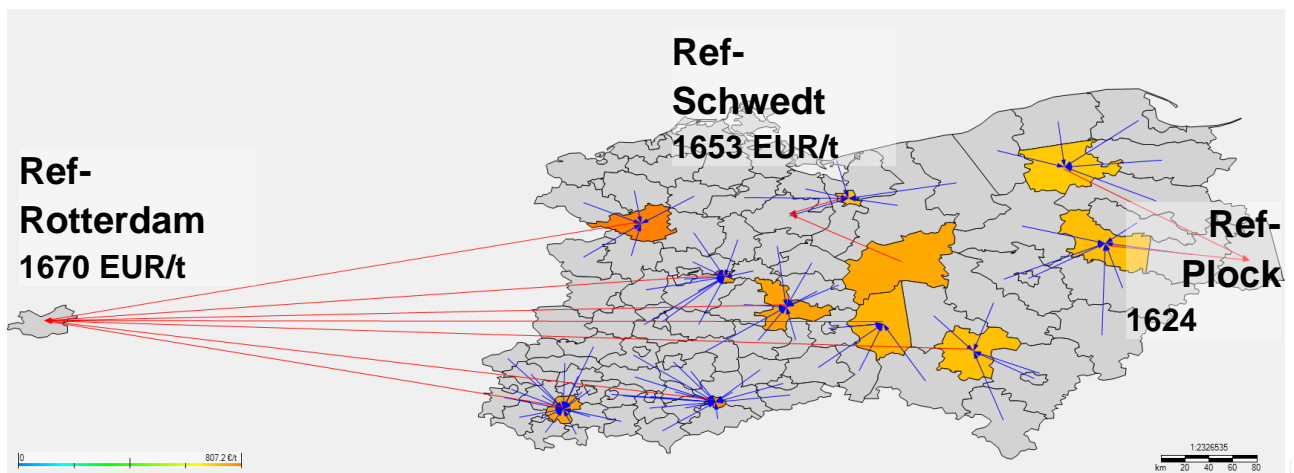 Ref-
Schwedt
1653 EUR/t
Ref-
Rotterdam
1670 EUR/t
Ref-
Plock
1624
0
807.2 €/t
1:2326535
km 20 40 60 80